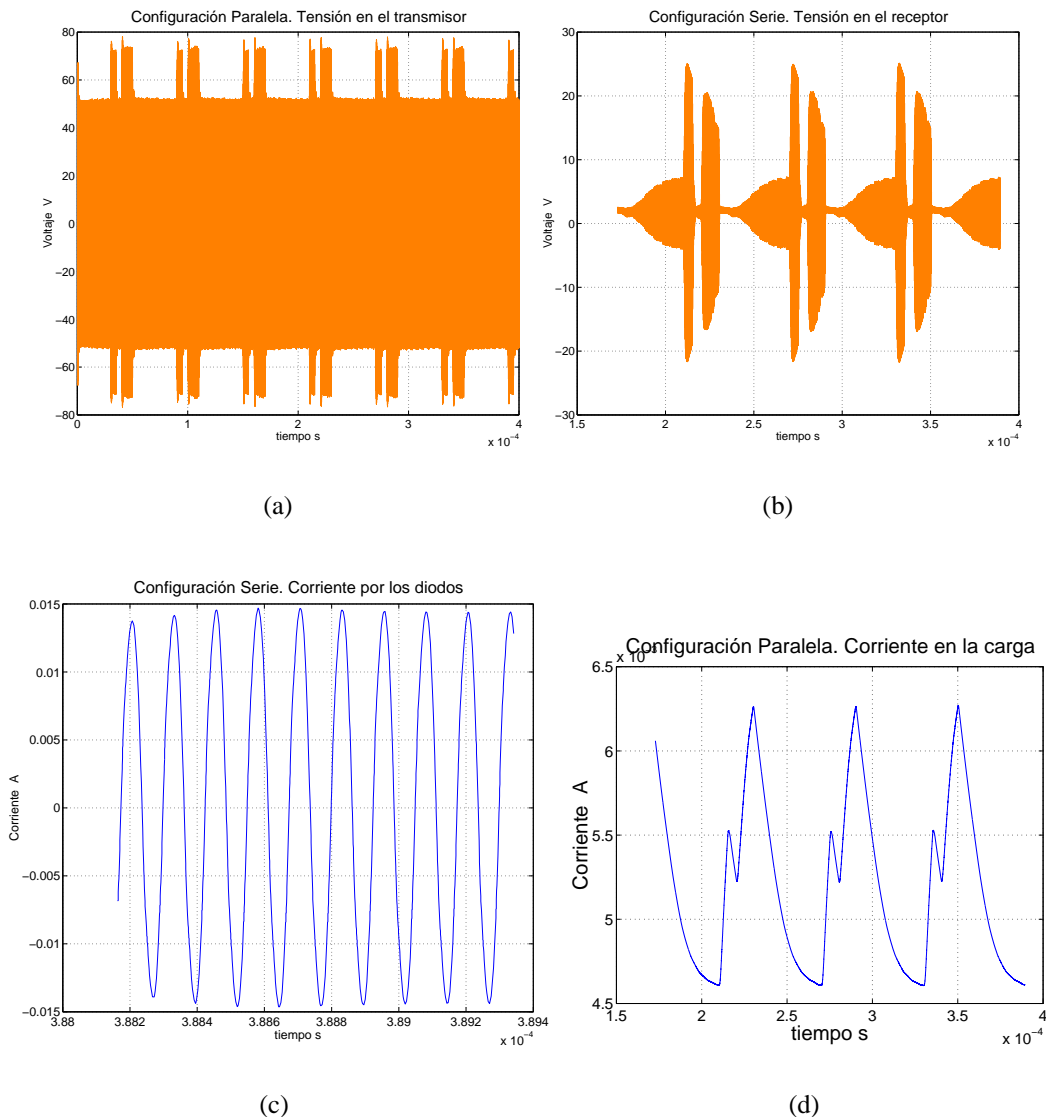 Configuración Paralela. Tensión en el transmisor
80
60
40
20
0
−20
−40
−60
−80
Voltaje  V
0
1
2
3
4
x 10−4
tiempo s
(a)
Configuración Serie. Tensión en el receptor
30
20
10
0
−10
−20
−30
Voltaje  V
1.5
2
2.5
3
3.5
4
x 10−4
tiempo s
(b)
Configuración Serie. Corriente por los diodos
0.015
0.01
0.005
0
−0.005
−0.01
−0.015
Corriente  A
3.88
3.882
3.884
3.886
3.888
3.89
3.892
3.894
x 10−4
tiempo s
(c)
Configuración Paralela. Corriente en la carga
x 10
6.5
6
5.5
5
4.5
Corriente  A
1.5
2
2.5
3
3.5
4
x 10−4
tiempo s
(d)